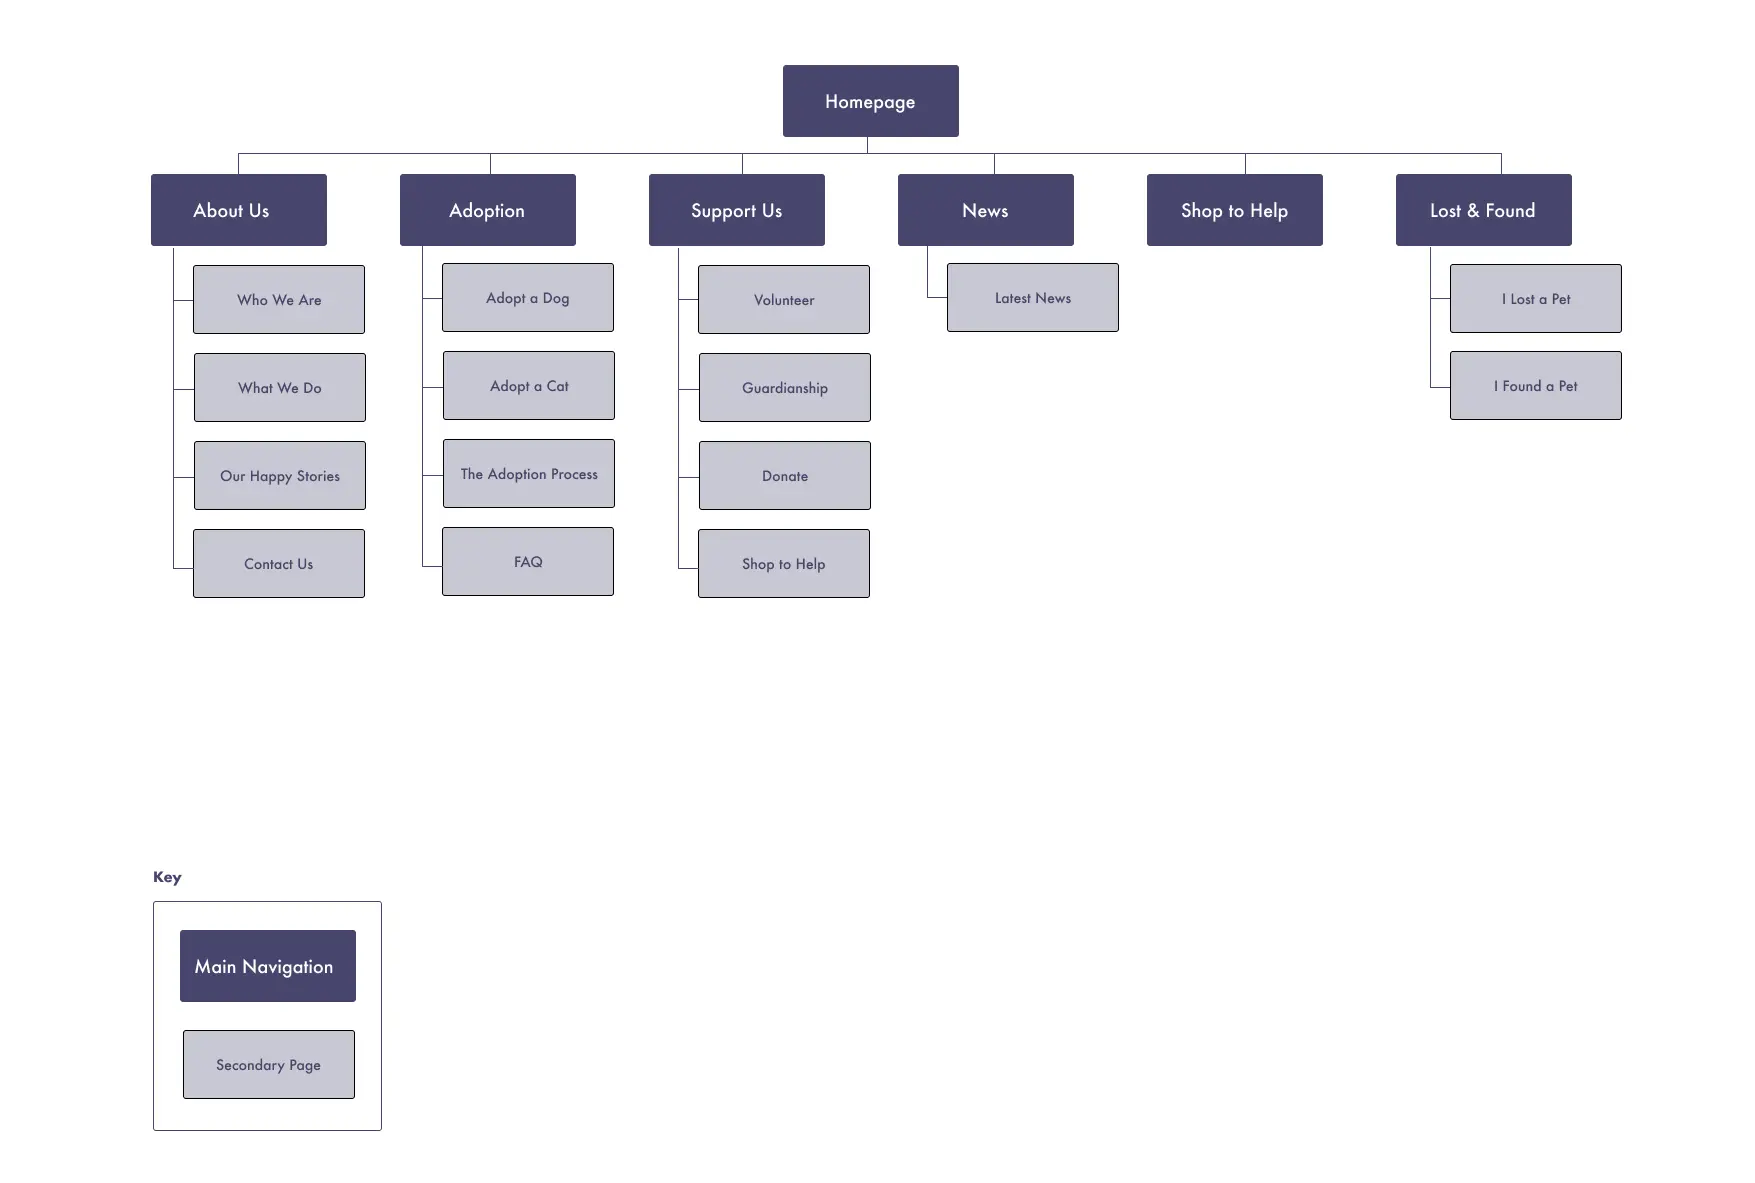 Homepage
About Us
Adoption
Support Us
News
Shop to Help
Lost & Found
Who We Are
What We Do
Our Happy Stories
Contact Us
Adopt a Dog
Adopt a Cat
The Adoption Process
FAQ
Volunteer
Guardianship
Donate
Shop to Help
Latest News
I Lost a Pet
I Found a Pet
Key
Main Navigation
Secondary Page